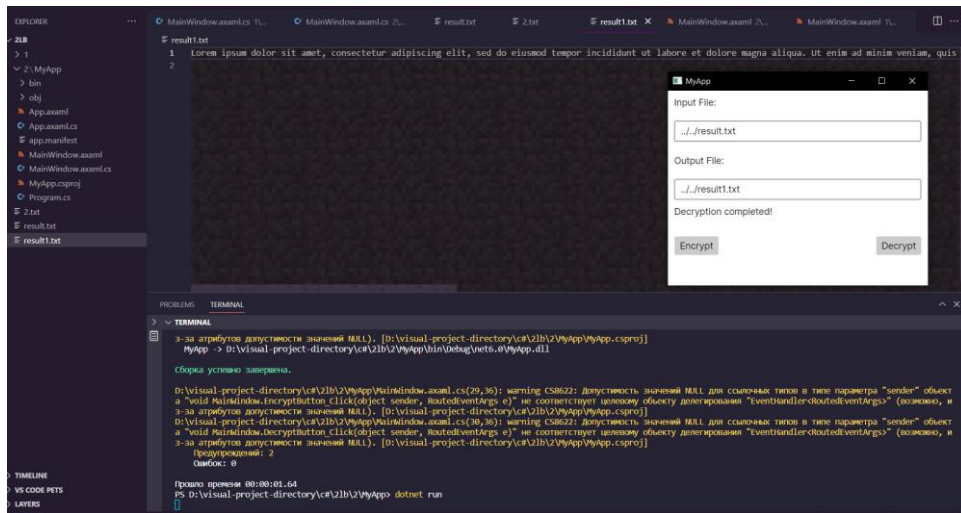 EXPLORER
2LB
1
2\MyApp
bin
obj
App.axaml
App.axaml.cs
app.manifest
MainWindow.axaml
MainWindow.axaml.cs
MyApp.csproj
Program.cs
2.txt
result.txt
result1.txt
TIMELINE
VS CODE PETS
LAYERS
MainWindow.axaml.cs 1\...
MainWindow.axaml.cs 2\...
result.txt
2.txt
result1.txt
MainWindow.axaml 2\...
MainWindow.axaml 1\...
result1.txt
1 Lorem ipsum dolor sit amet, consectetur adipiscing elit, sed do eiusmod tempor incididunt ut labore et dolore magna aliqua. Ut enim ad minim veniam, quis
2
MyApp
Input File:
../../result.txt
Output File:
../../result1.txt
Decryption completed!
Encrypt
Decrypt
PROBLEMS TERMINAL
TERMINAL
з-за атрибутов допустимости значений NULL). [D:\visual-project-directory\c#\2lb\2\MyApp\MyApp.csproj]
MyApp -> D:\visual-project-directory\c#\2lb\2\MyApp\bin\Debug\net6.0\MyApp.dll
Сборка успешно завершена.
D:\visual-project-directory\c#\2lb\2\MyApp\MainWindow.axaml.cs(29,36): warning CS8622: Допустимость значений NULL для ссылочных типов в типе параметра "sender" объект
а "void MainWindow.EncryptButton_Click(object sender, RoutedEventArgs e)" не соответствует целевому объекту делегирования "EventHandler<RoutedEventArgs>" (возможно, и
з-за атрибутов допустимости значений NULL). [D:\visual-project-directory\c#\2lb\2\MyApp\MyApp.csproj]
D:\visual-project-directory\c#\2lb\2\MyApp\MainWindow.axaml.cs(30,36): warning CS8622: Допустимость значений NULL для ссылочных типов в типе параметра "sender" объект
а "void MainWindow.DecryptButton_Click(object sender, RoutedEventArgs e)" не соответствует целевому объекту делегирования "EventHandler<RoutedEventArgs>" (возможно, и
з-за атрибутов допустимости значений NULL). [D:\visual-project-directory\c#\2lb\2\MyApp\MyApp.csproj]
Предупреждений: 2
Ошибок: 0
Прошло времени 00:00:01.64
PS D:\visual-project-directory\c#\2lb\2\MyApp> dotnet run